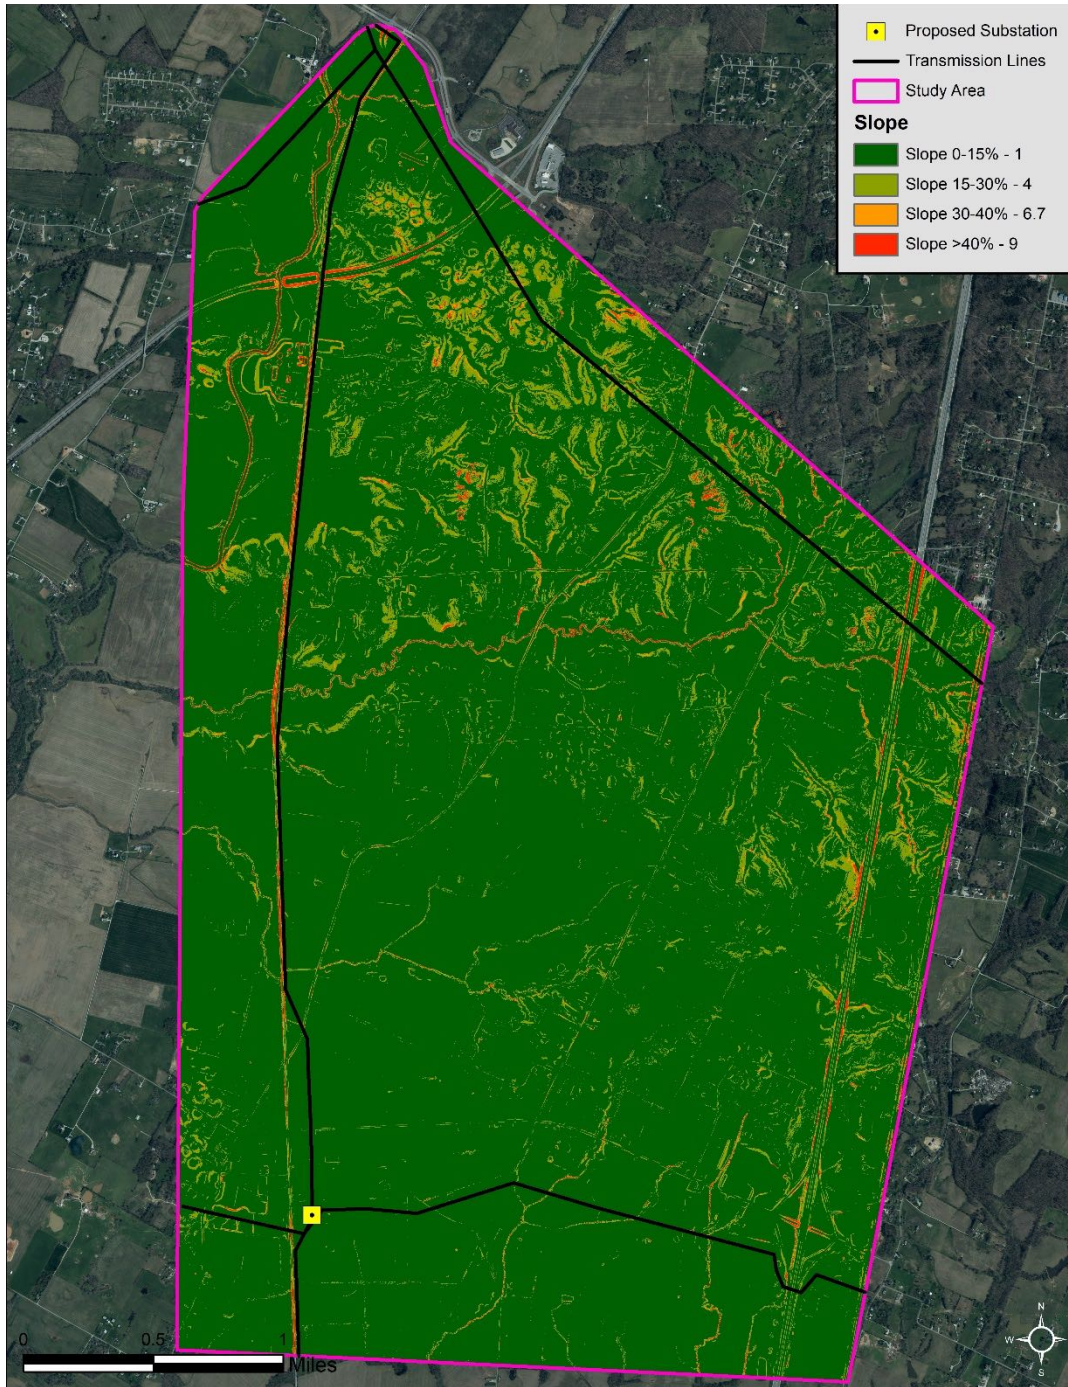 Proposed Substation
Transmission Lines
Study Area
Slope
Slope 0-15% - 1
Slope 15-30% - 4
Slope 30-40% - 6.7
Slope >40% - 9
N
W
S
0 0.5 1
Miles